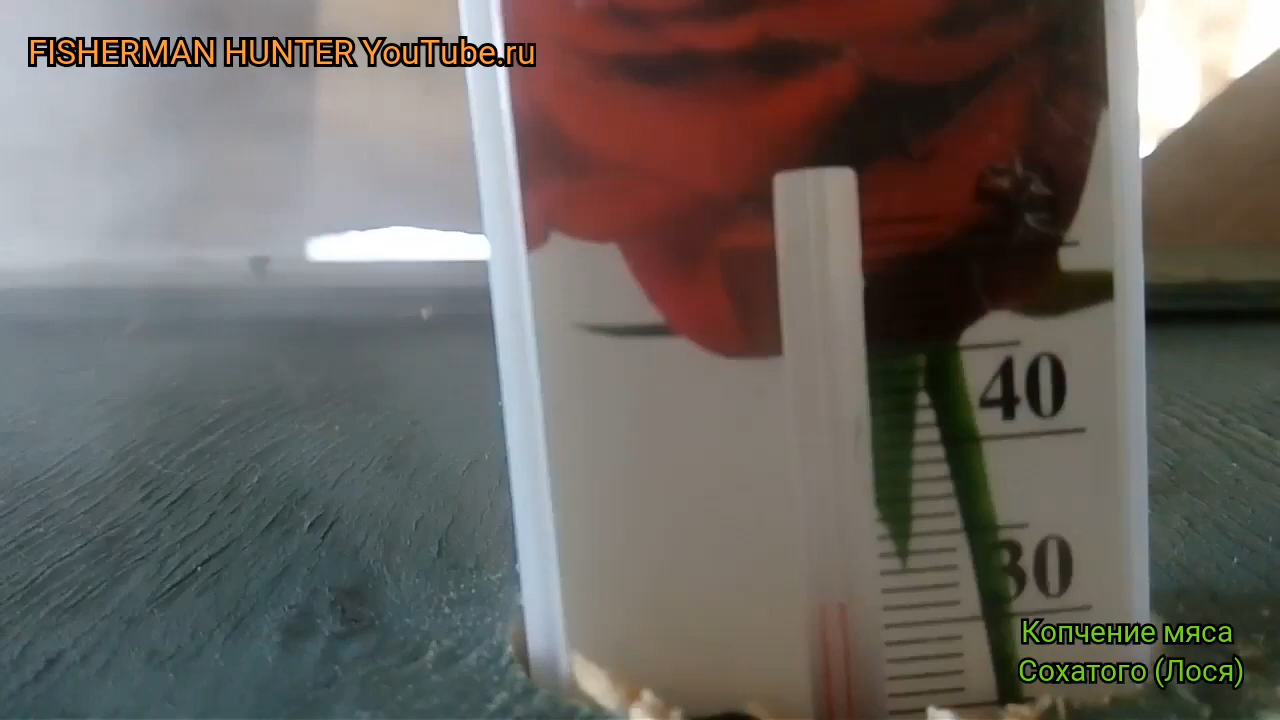 FISHERMAN HUNTER YouTube.ru
40
30
Копчение мяса
Сохатого (Лося)